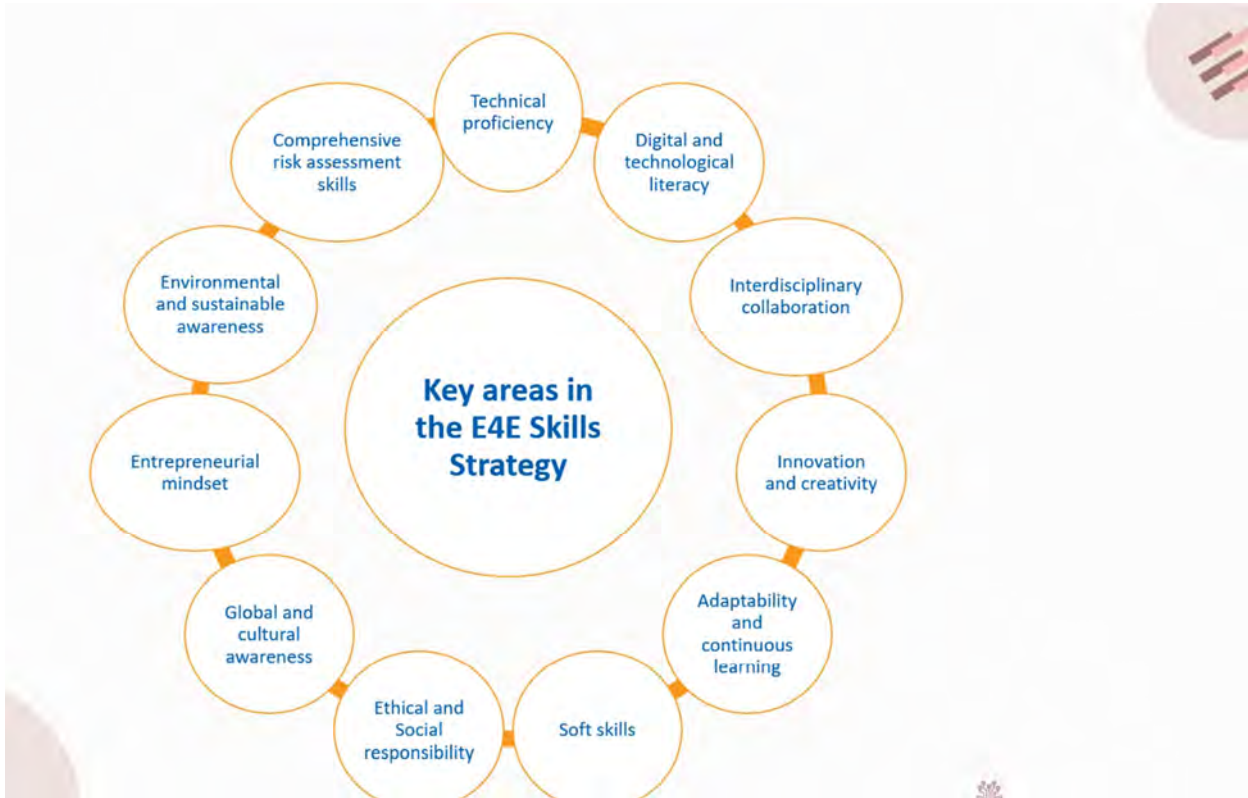 Technical
proficiency
Digital and
technological
literacy
Interdisciplinary
collaboration
Innovation
and creativity
Adaptability
and
continuous
learning
Soft skills
Ethical and
Social
responsibility
Global and
cultural
awareness
Entrepreneurial
mindset
Environmental
and sustainable
awareness
Comprehensive
risk assessment
skills
Key areas in
the E4E Skills
Strategy